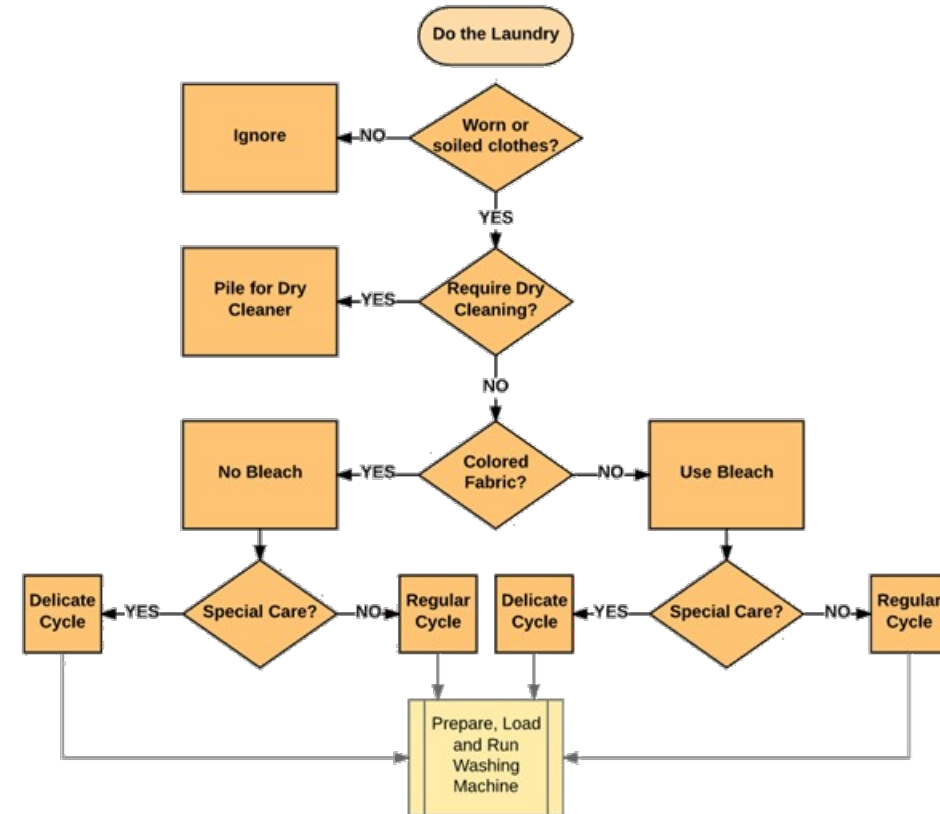 Do the Laundry
Worn or
soiled clothes?
NO
Ignore
YES
Require Dry
Cleaning?
YES
Pile for Dry
Cleaner
NO
Colored
Fabric?
YES
No Bleach
NO
Use Bleach
Special Care?
YES
Delicate
Cycle
NO
Regular
Cycle
Special Care?
YES
Delicate
Cycle
NO
Regular
Cycle
Prepare, Load
and Run
Washing
Machine